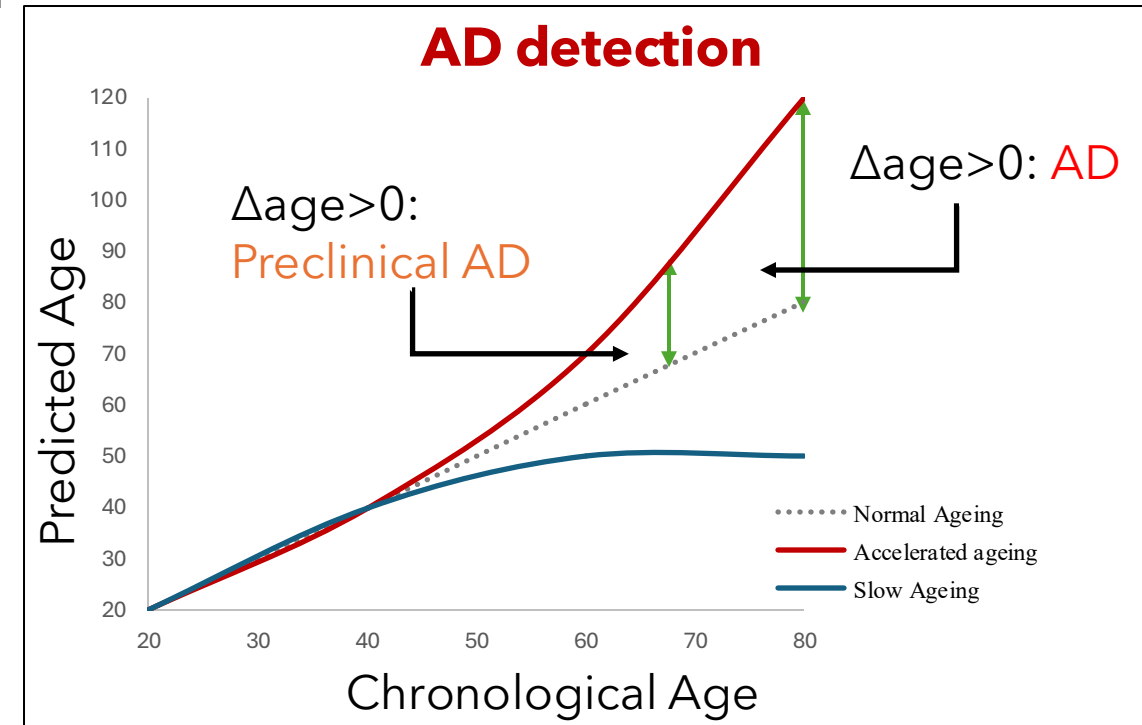 AD detection
120
110
100
90
80
70
60
50
40
30
20
Predicted Age
Δage>0:
Preclinical AD
Δage>0: AD
Normal Ageing
Accelerated ageing
Slow Ageing
20 30 40 50 60 70 80
Chronological Age